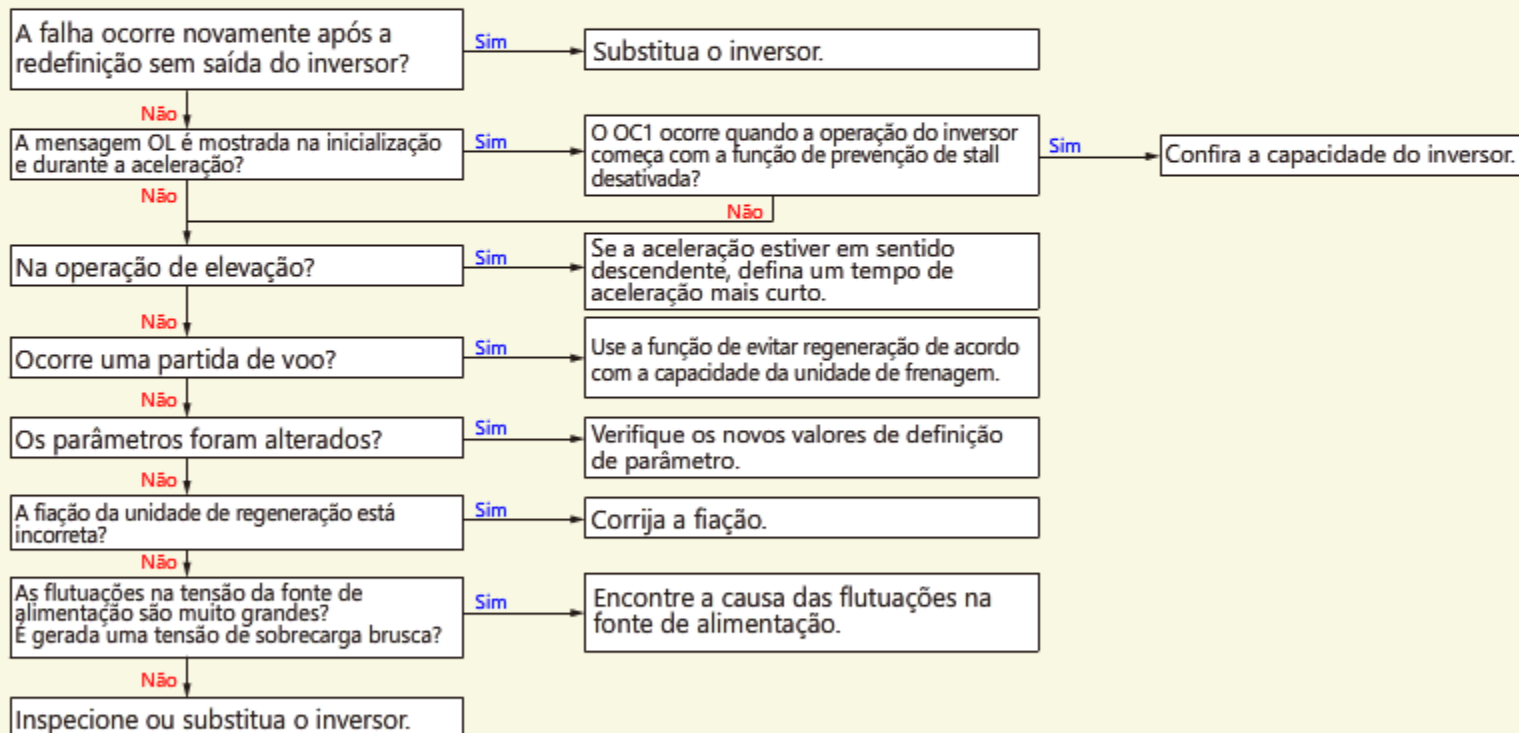 A falha ocorre novamente após a
redefinição sem saída do inversor?
Sim
Substitua o inversor.
Não
A mensagem OL é mostrada na inicialização
e durante a aceleração?
Sim
O OC1 ocorre quando a operação do inversor
começa com a função de prevenção de stall
desativada?
Sim
Confira a capacidade do inversor.
Não
Não
Na operação de elevação?
Sim
Se a aceleração estiver em sentido
descendente, defina um tempo de
aceleração mais curto.
Não
Ocorre uma partida de voo?
Sim
Use a função de evitar regeneração de acordo
com a capacidade da unidade de frenagem.
Não
Os parâmetros foram alterados?
Sim
Verifique os novos valores de definição
de parâmetro.
Não
A fiação da unidade de regeneração está
incorreta?
Sim
Corrija a fiação.
Não
As flutuações na tensão da fonte de
alimentação são muito grandes?
É gerada uma tensão de sobrecarga brusca?
Sim
Encontre a causa das flutuações na
fonte de alimentação.
Não
Inspecione ou substitua o inversor.